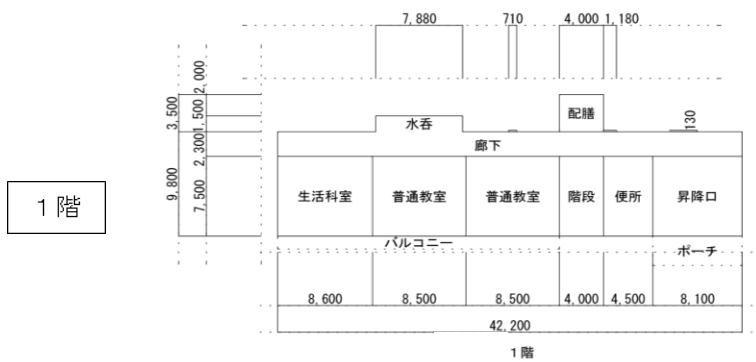 7,880 710 4,000 1,180
2,000
3,500
1,500
配膳
130
水呑
2,300
廊下
9,800
7,500
1階
生活科室 普通教室 普通教室 階段 便所 昇降口
バルコニー
ポーチ
8,600 8,500 8,500 4,000 4,500 8,100
42,200
1階